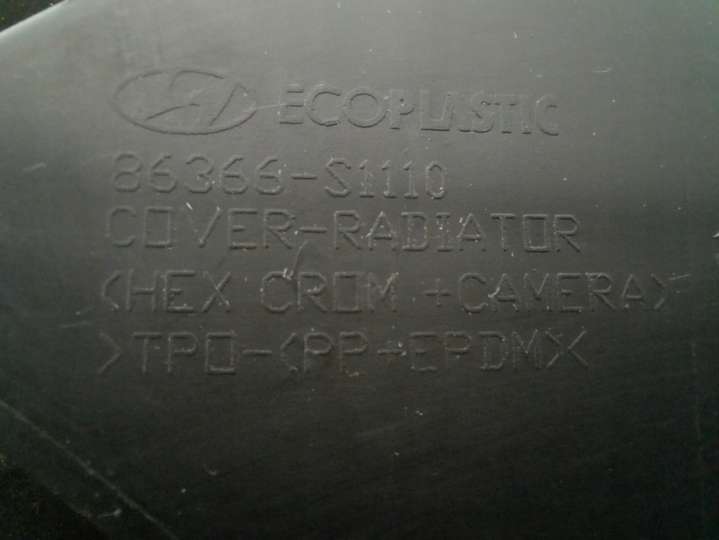 ECOPLASTIC
86366-S1110
COVER-RADIATOR
<HEX CROM +CAMERA>
>TPO-(PP+EPDM)<